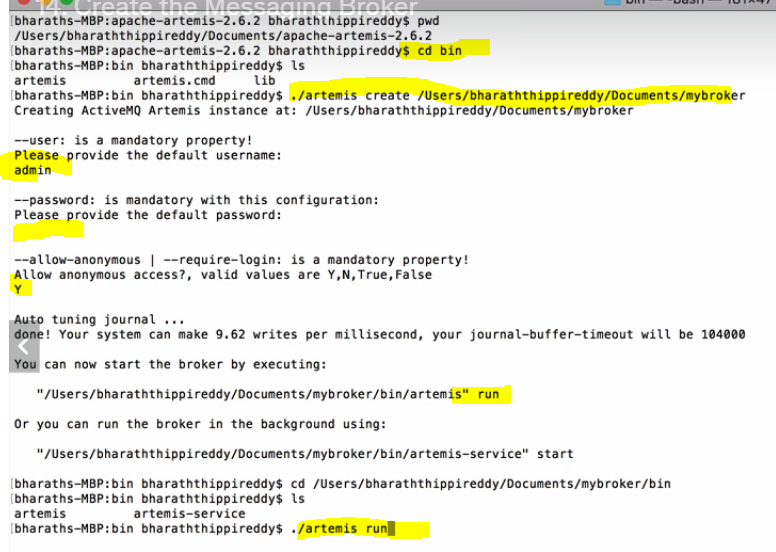 14. Create the Messaging Broker
bin — -bash — 101×47
[bharaths-MBP:apache-artemis-2.6.2 bharaththippireddy$ pwd
/Users/bharaththippireddy/Documents/apache-artemis-2.6.2
[bharaths-MBP:apache-artemis-2.6.2 bharaththippireddy$ cd bin
[bharaths-MBP:bin bharaththippireddy$ ls
artemis artemis.cmd lib
[bharaths-MBP:bin bharaththippireddy$ ./artemis create /Users/bharaththippireddy/Documents/mybroker
Creating ActiveMQ Artemis instance at: /Users/bharaththippireddy/Documents/mybroker
--user: is a mandatory property!
Please provide the default username:
admin
--password: is mandatory with this configuration:
Please provide the default password:
--allow-anonymous | --require-login: is a mandatory property!
Allow anonymous access?, valid values are Y,N,True,False
Y
Auto tuning journal ...
done! Your system can make 9.62 writes per millisecond, your journal-buffer-timeout will be 104000
You can now start the broker by executing:
"/Users/bharaththippireddy/Documents/mybroker/bin/artemis" run
Or you can run the broker in the background using:
"/Users/bharaththippireddy/Documents/mybroker/bin/artemis-service" start
[bharaths-MBP:bin bharaththippireddy$ cd /Users/bharaththippireddy/Documents/mybroker/bin
[bharaths-MBP:bin bharaththippireddy$ ls
artemis artemis-service
[bharaths-MBP:bin bharaththippireddy$ ./artemis run